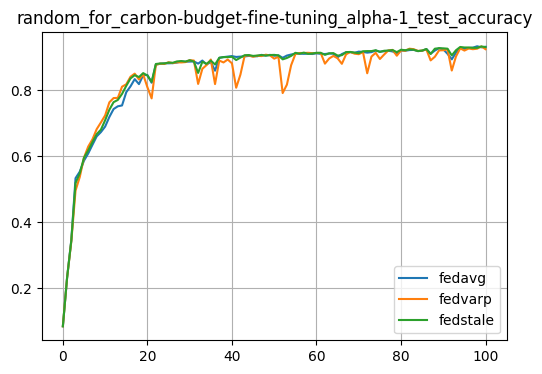 random_for_carbon-budget-fine-tuning_alpha-1_test_accuracy
0.8
0.6
0.4
0.2
0
20
40
60
80
100
fedavg
fedvarp
fedstale